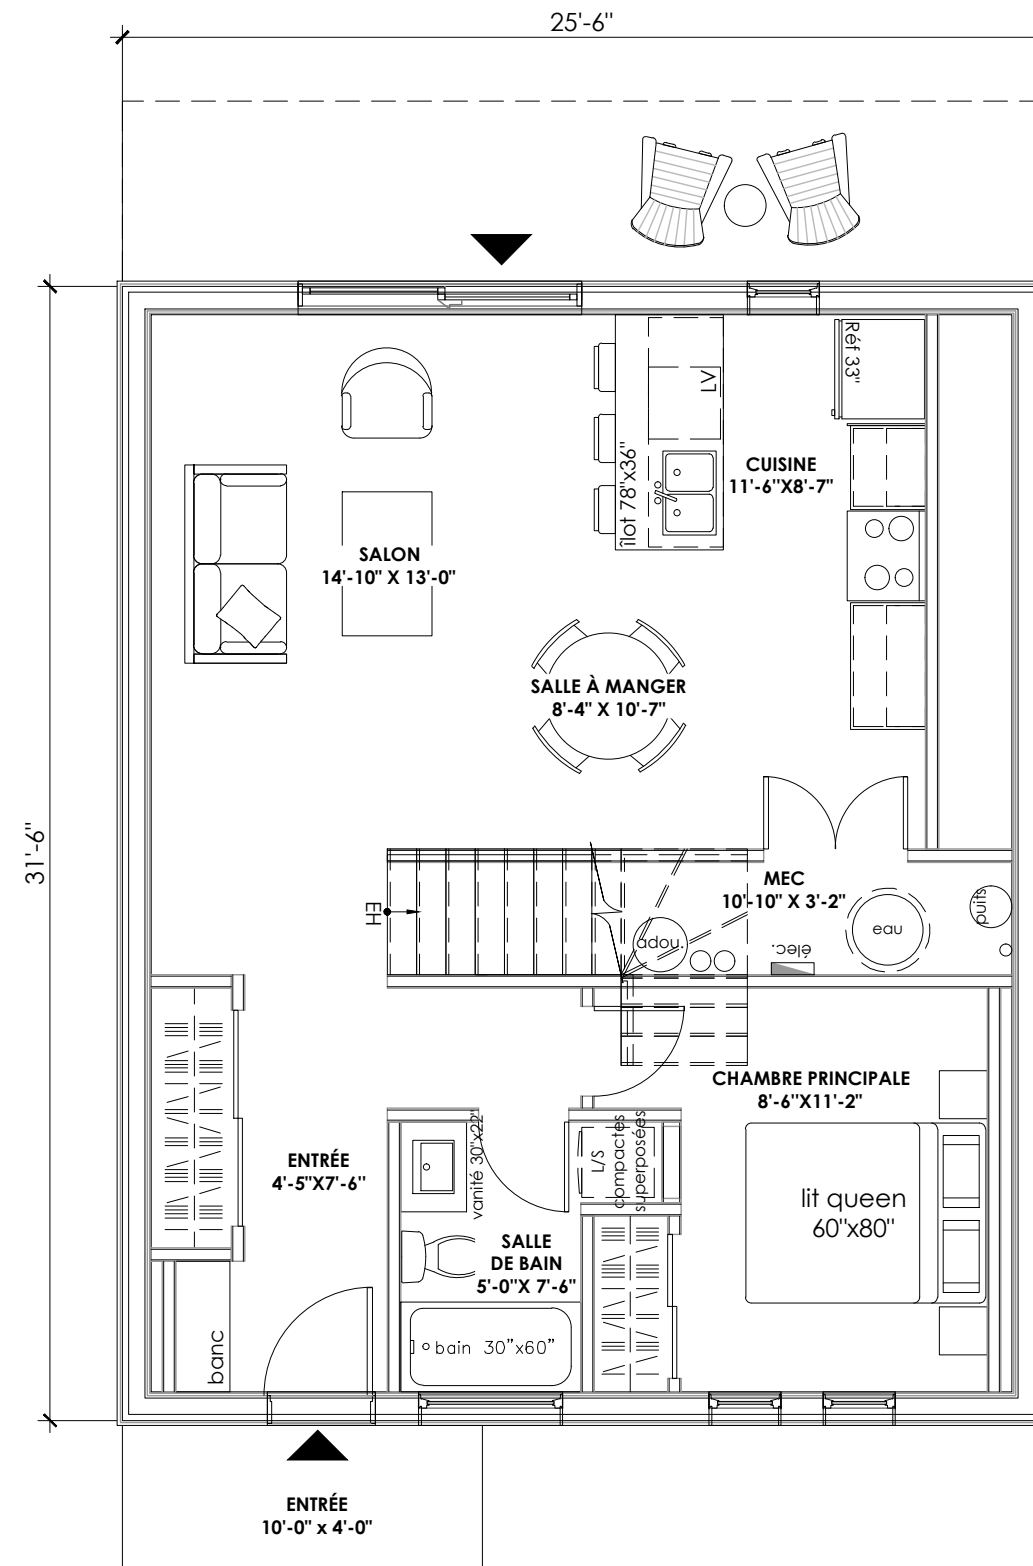 25'-6"
31'-6"
Réf 33"
LV
îlot 78"x36"
CUISINE
11'-6"X8'-7"
SALON
14'-10" X 13'-0"
SALLE À MANGER
8'-4" X 10'-7"
MEC
10'-10" X 3'-2"
EH
adou.
élec.
eau
puits
CHAMBRE PRINCIPALE
8'-6"X11'-2"
vanité 30"x22"
L/S
compactes
superposées
ENTRÉE
4'-5"X7'-6"
lit queen
60"x80"
SALLE
DE BAIN
5'-0"X 7'-6"
bain 30"x60"
banc
ENTRÉE
10'-0" x 4'-0"